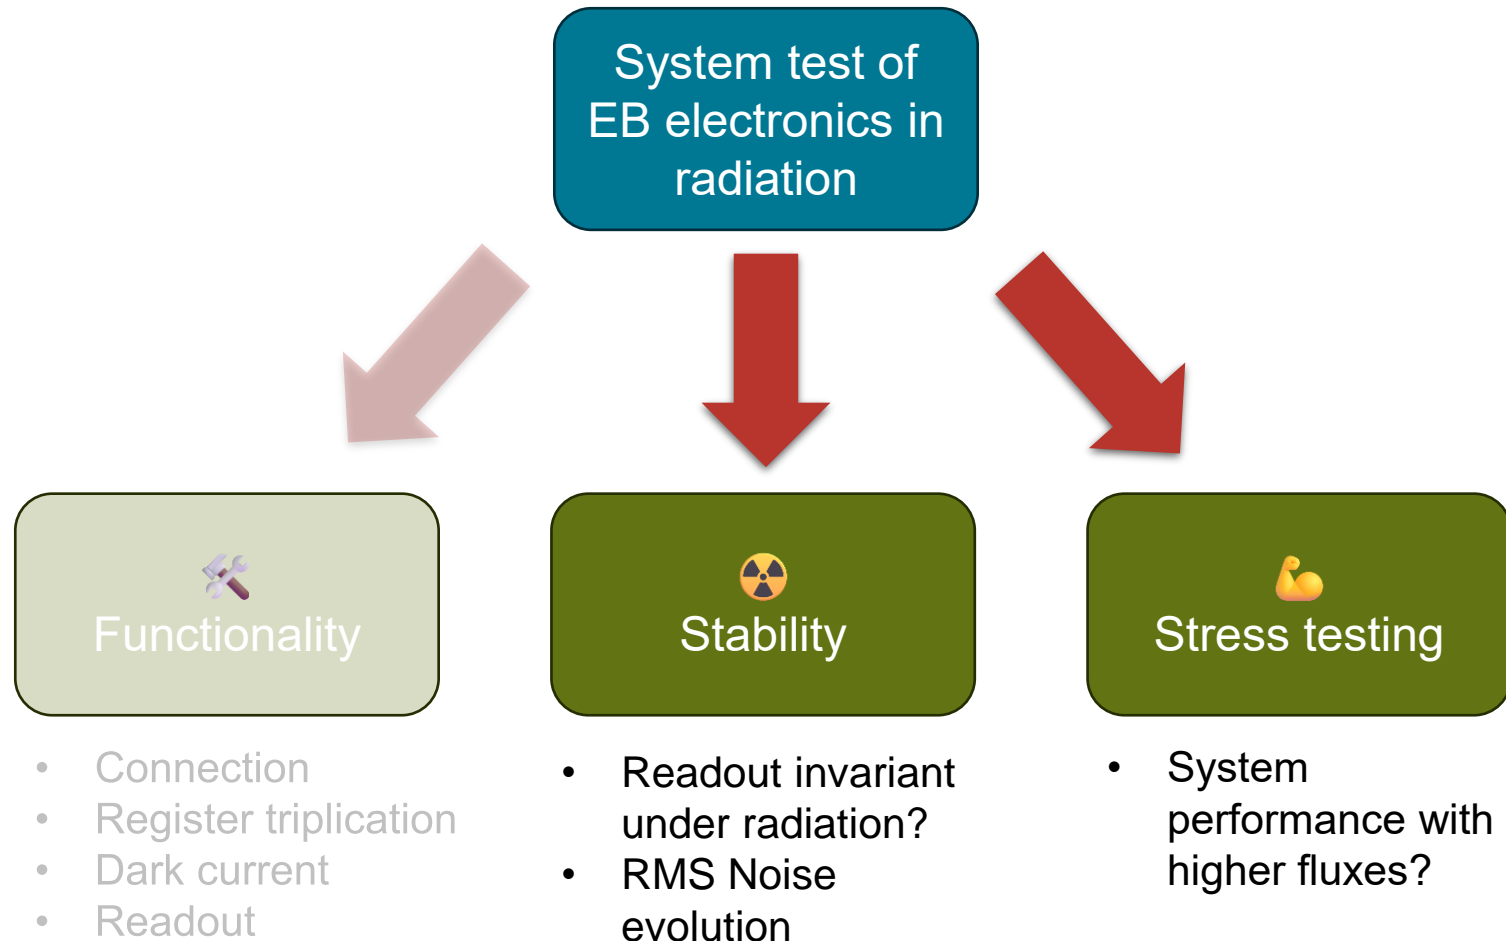 System test of
EB electronics in
radiation
Functionality
• Connection
• Register triplication
• Dark current
• Readout
Stability
• Readout invariant
under radiation?
• RMS Noise
evolution
Stress testing
• System
performance with
higher fluxes?